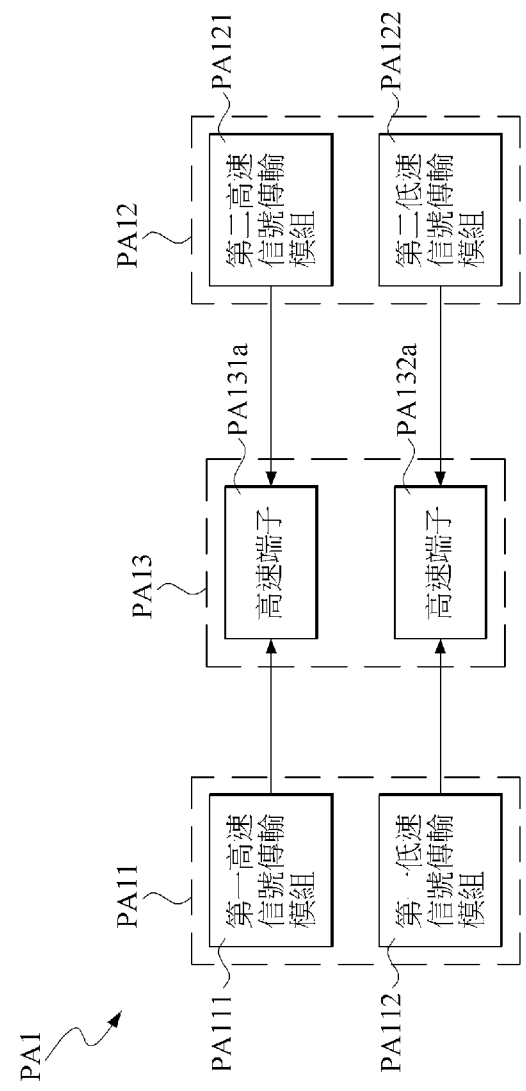 PA1
PA11
PA13
PA12
第一高速
信號傳輸
模組
PA111
高速端子
PA131a
第二高速
信號傳輸
模組
PA121
第一低速
信號傳輸
模組
PA112
高速端子
PA132a
第二低速
信號傳輸
模組
PA122